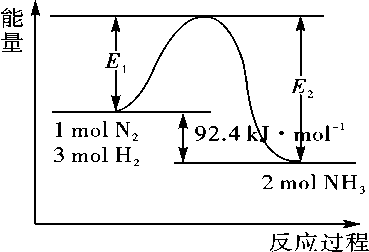 能
量
E₁
E₂
1 mol N₂
3 mol H₂
92.4 kJ·mol⁻¹
2 mol NH₃
反应过程